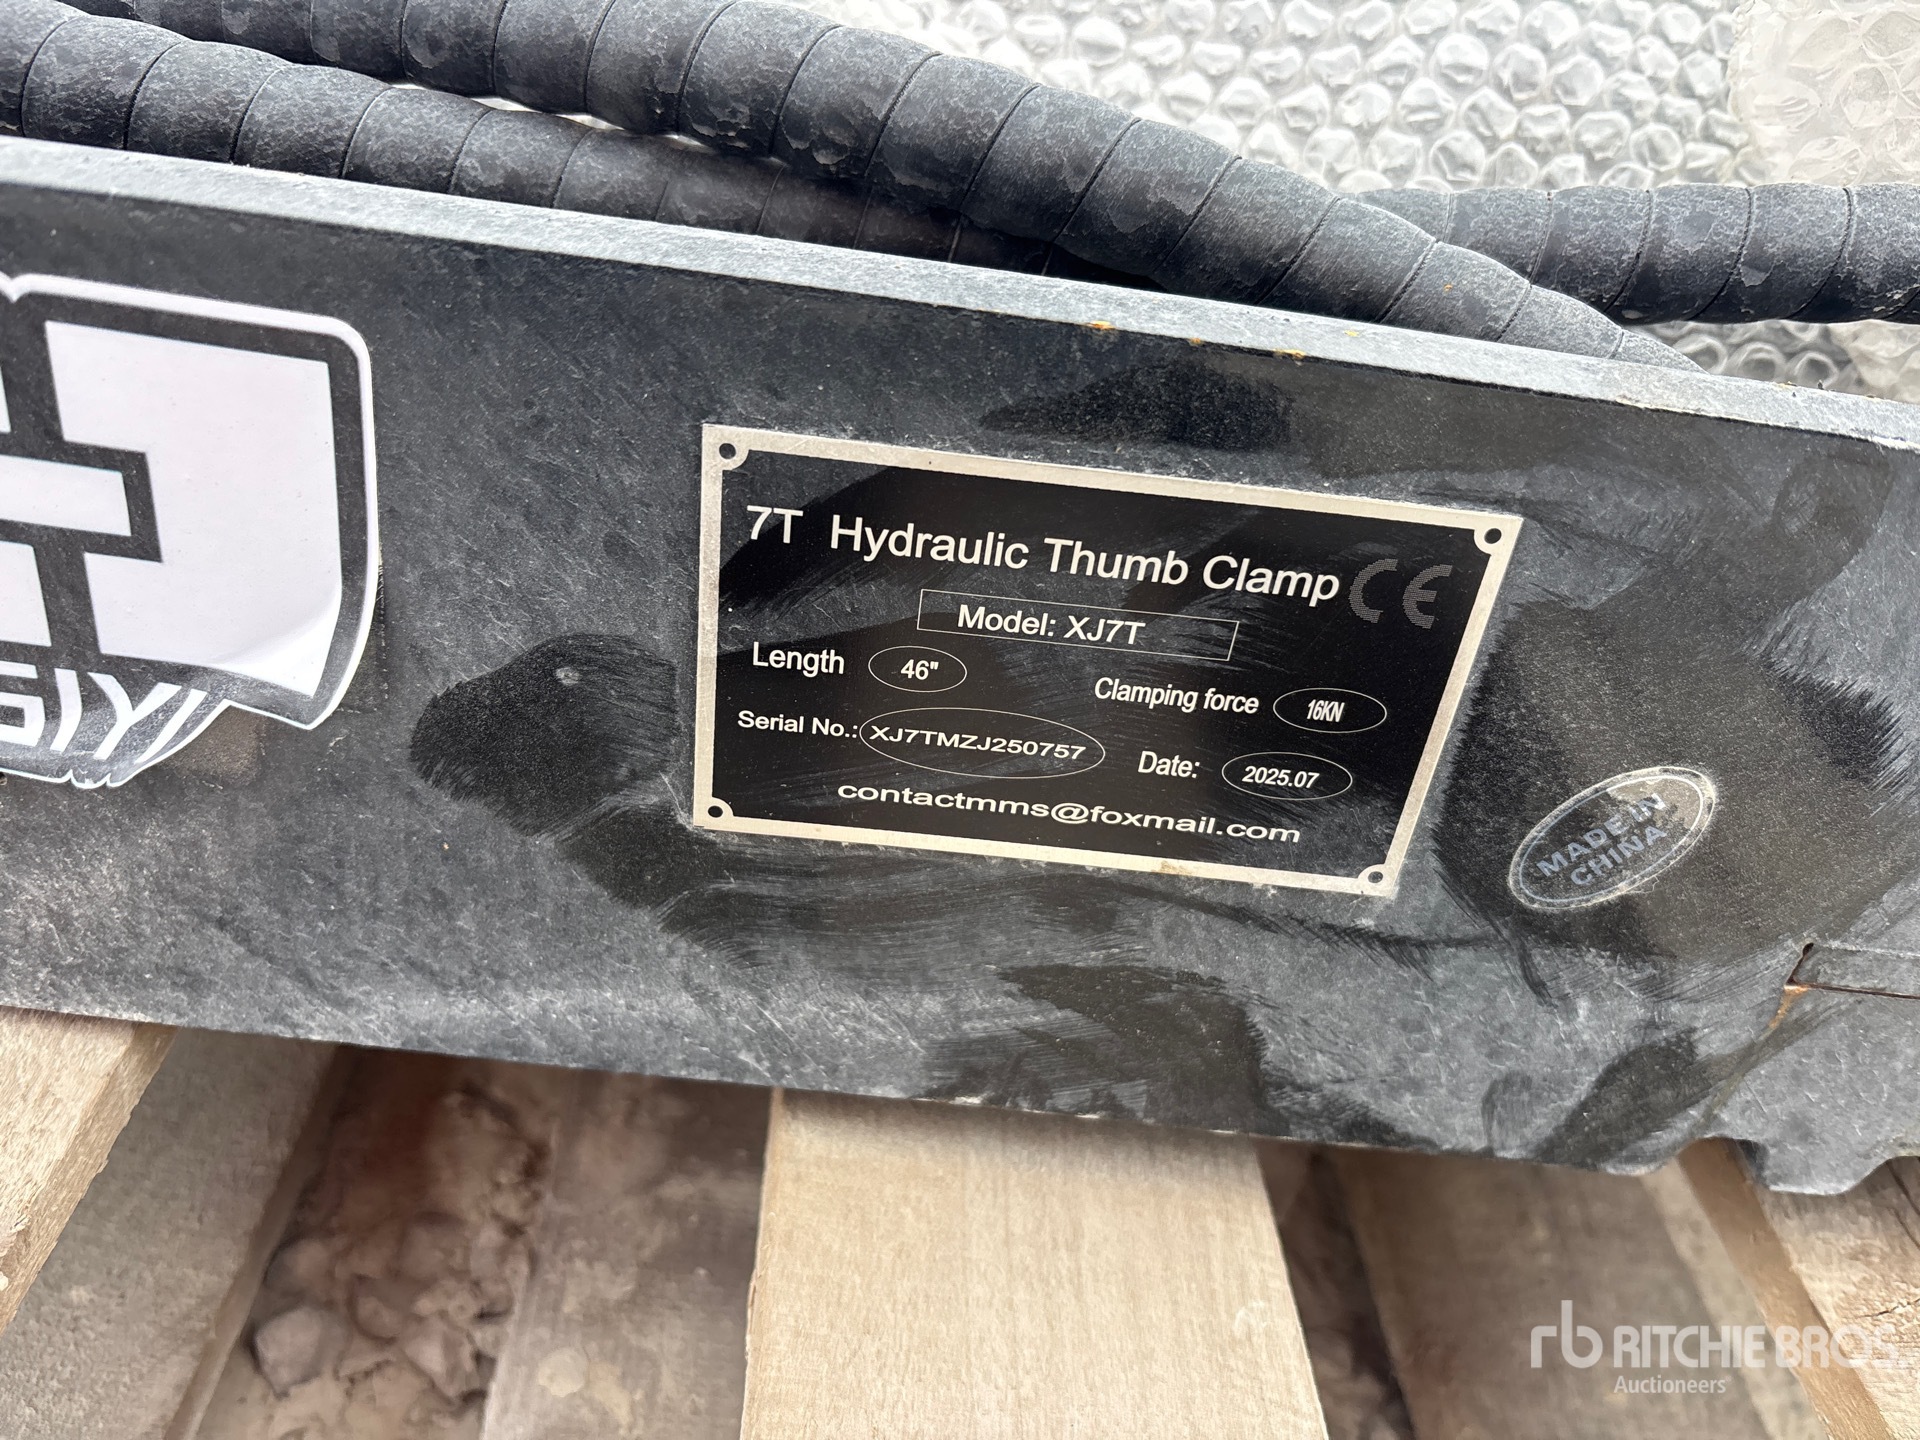 7T Hydraulic Thumb Clamp CE
Model: XJ7T
Length 46"
Clamping force 16KN
Serial No.: XJ7TMZJ250757
Date: 2025.07
contactmms@foxmail.com
MADE IN
CHINA
rb RITCHIE BROS.
Auctioneers